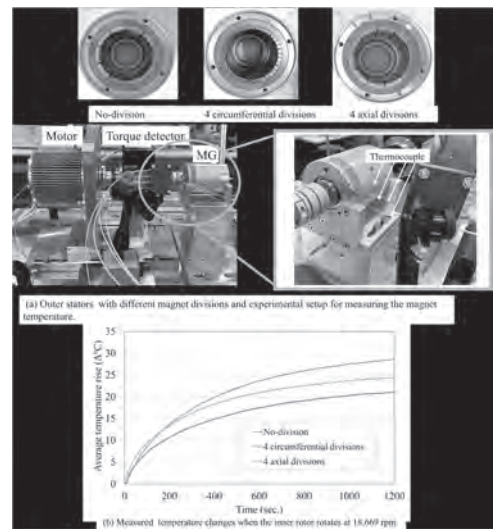 No-division 4 circumferential divisions 4 axial divisions
Motor Torque detector
MG
Thermocouple
(a) Outer stators with different magnet divisions and experimental setup for measuring the magnet
temperature.
Average temperature rise (Δ°C)
35
30
25
20
15
10
5
0
No-division
4 circumferential divisions
4 axial divisions
0 200 400 600 800 1000 1200
Time (sec.)
(b) Measured temperature changes when the inner rotor rotates at 18,669 rpm